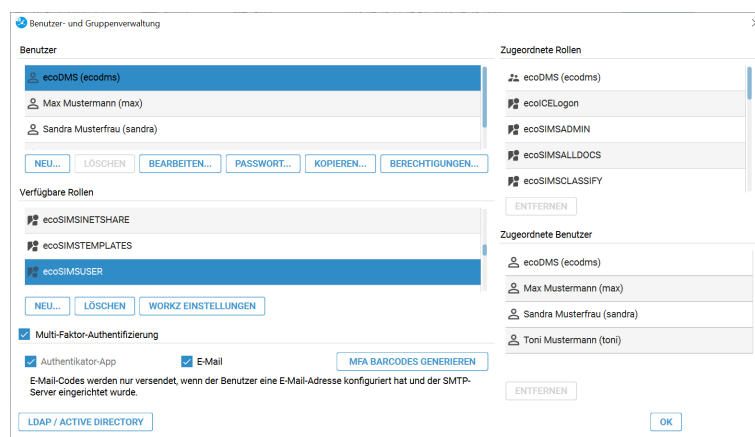 Benutzer- und Gruppenverwaltung
Benutzer
ecoDMS (ecodms)
Max Mustermann (max)
Sandra Musterfrau (sandra)
NEU... LÖSCHEN BEARBEITEN... PASSWORT... KOPIEREN... BERECHTIGUNGEN...
Verfügbare Rollen
ecoSIMSINETSHARE
ecoSIMSTEMPLATES
ecoSIMSUSER
NEU... LÖSCHEN WORKZ EINSTELLUNGEN
Multi-Faktor-Authentifizierung
Authentikator-App E-Mail MFA BARCODES GENERIEREN
E-Mail-Codes werden nur versendet, wenn der Benutzer eine E-Mail-Adresse konfiguriert hat und der SMTP-
Server eingerichtet wurde.
LDAP / ACTIVE DIRECTORY
Zugeordnete Rollen
ecoDMS (ecodms)
ecoICELogon
ecoSIMSADMIN
ecoSIMSALLDOCS
ecoSIMSCLASSIFY
ENTFERNEN
Zugeordnete Benutzer
ecoDMS (ecodms)
Max Mustermann (max)
Sandra Musterfrau (sandra)
Toni Mustermann (toni)
ENTFERNEN
OK